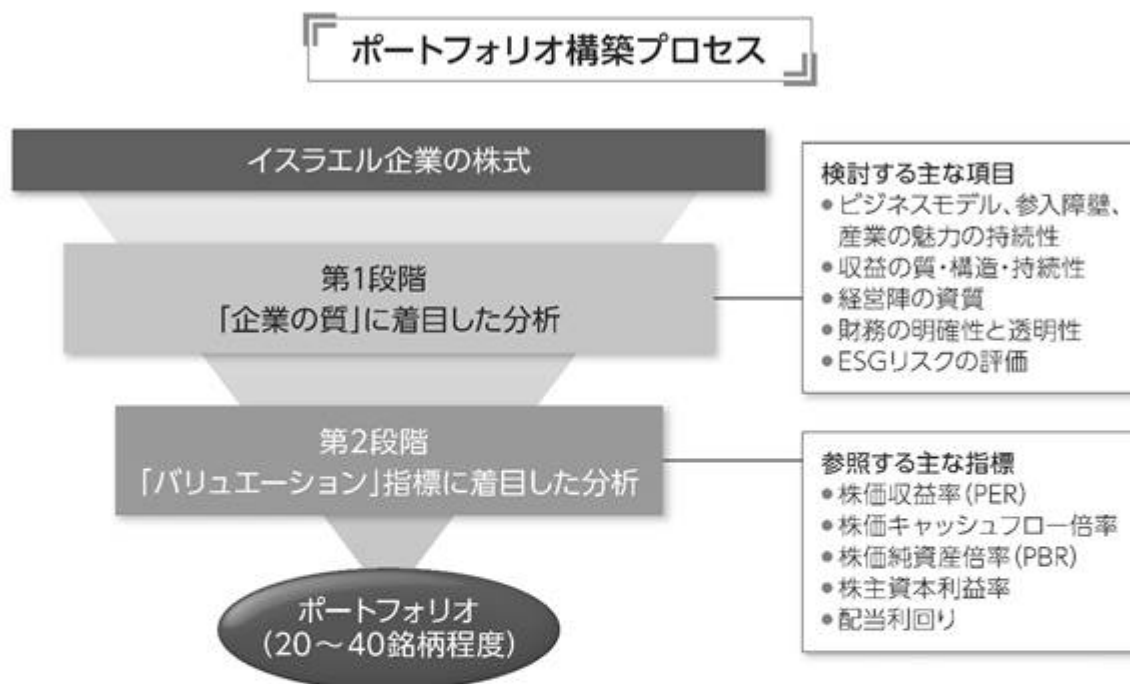 ポートフォリオ構築プロセス
イスラエル企業の株式
第1段階
「企業の質」に着目した分析
検討する主な項目
●ビジネスモデル、参入障壁、
産業の魅力の持続性
●収益の質・構造・持続性
●経営陣の資質
●財務の明確性と透明性
●ESGリスクの評価
第2段階
「バリュエーション」指標に着目した分析
参照する主な指標
●株価収益率(PER)
●株価キャッシュフロー倍率
●株価純資産倍率(PBR)
●株主資本利益率
●配当利回り
ポートフォリオ
(20～40銘柄程度)